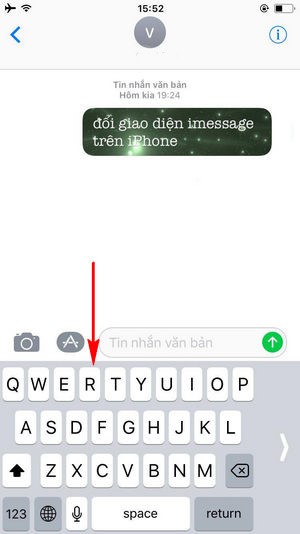 15:52
V
Tin nhắn văn bản
Hôm kia 19:24
đổi giao diện imessage
trên iPhone
Tin nhắn văn bản
Q W E R T Y U I O P
A S D F G H J K L
Z X C V B N M
123 space return